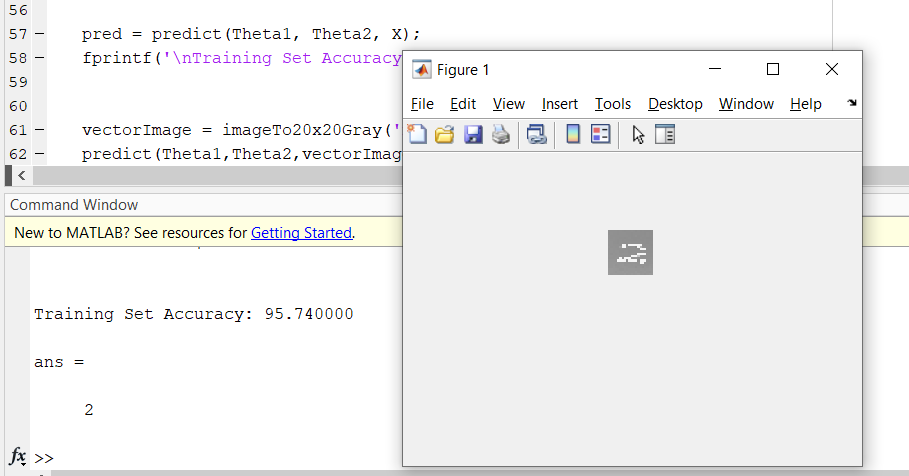 56
57 – pred = predict(Theta1, Theta2, X);
58 – fprintf('\nTraining Set Accuracy
59
60
61 – vectorImage = imageTo20x20Gray('
62 – predict(Theta1,Theta2,vectorImag
Figure 1
File Edit View Insert Tools Desktop Window Help
Command Window
New to MATLAB? See resources for Getting Started.
Training Set Accuracy: 95.740000
ans =
2
fx >>